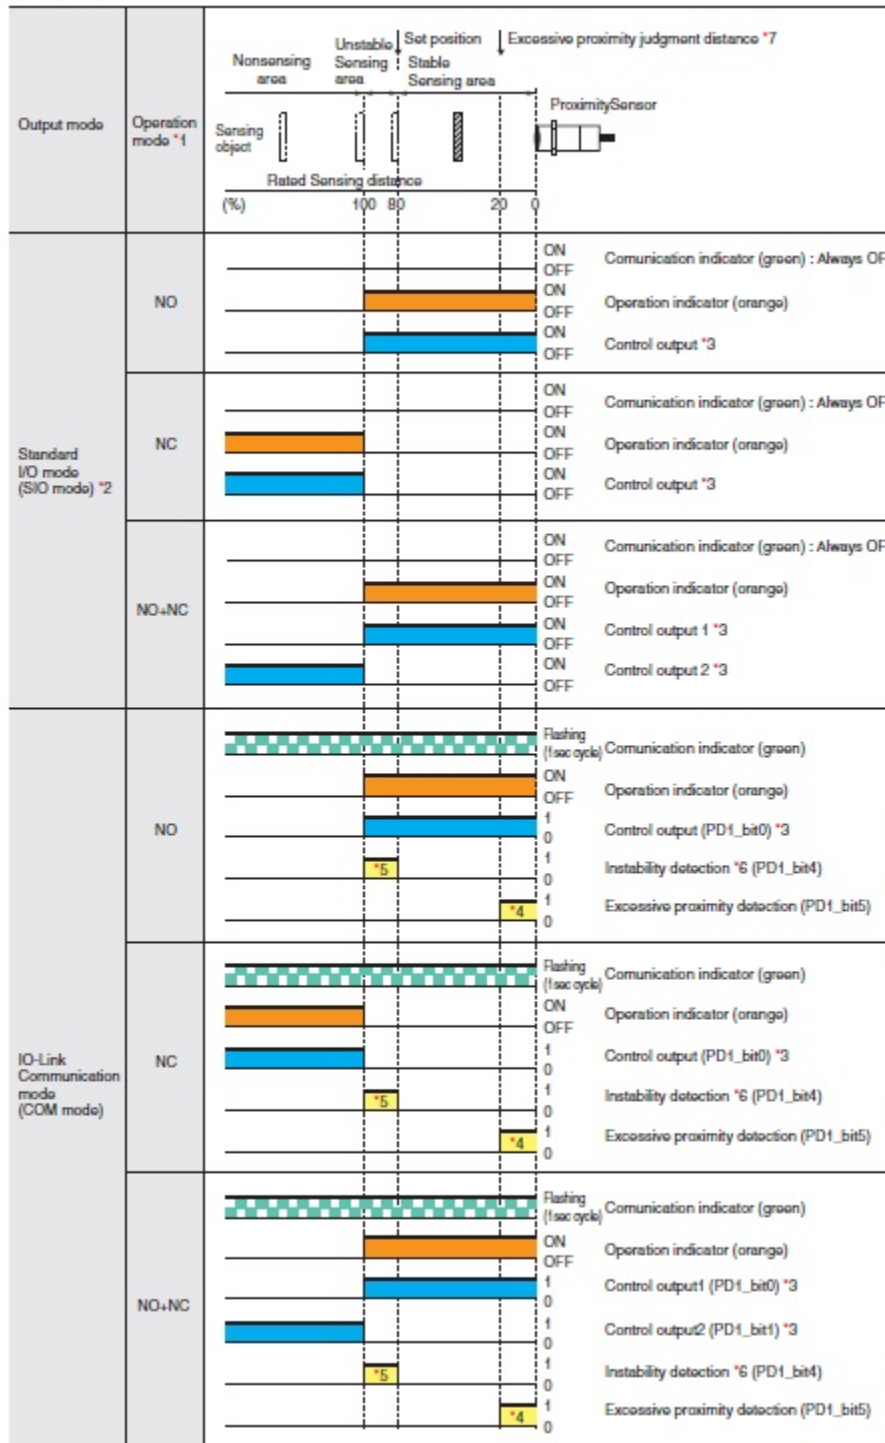 Output mode
Operation
mode *1
Nonsensing
area
Unstable
Sensing
area
Set position
Stable
Sensing area
Excessive proximity judgment distance *7
ProximitySensor
Sensing
object
Rated Sensing distance
(%) 100 80 20 0
Standard
I/O mode
(SIO mode) *2
NO
ON
OFF
Comunication indicator (green) : Always OF
ON
OFF
Operation indicator (orange)
ON
OFF
Control output *3
NC
ON
OFF
Comunication indicator (green) : Always OF
ON
OFF
Operation indicator (orange)
ON
OFF
Control output *3
NO+NC
ON
OFF
Comunication indicator (green) : Always OF
ON
OFF
Operation indicator (orange)
ON
OFF
Control output 1 *3
ON
OFF
Control output 2 *3
IO-Link
Communication
mode
(COM mode)
NO
Flashing
(1sec cycle)
Comunication indicator (green)
ON
OFF
Operation indicator (orange)
1
0
Control output (PD1_bit0) *3
*5
1
0
Instability detection *6 (PD1_bit4)
*4
1
0
Excessive proximity detection (PD1_bit5)
NC
Flashing
(1sec cycle)
Comunication indicator (green)
ON
OFF
Operation indicator (orange)
1
0
Control output (PD1_bit0) *3
*5
1
0
Instability detection *6 (PD1_bit4)
*4
1
0
Excessive proximity detection (PD1_bit5)
NO+NC
Flashing
(1sec cycle)
Comunication indicator (green)
ON
OFF
Operation indicator (orange)
1
0
Control output1 (PD1_bit0) *3
1
0
Control output2 (PD1_bit1) *3
*5
1
0
Instability detection *6 (PD1_bit4)
*4
1
0
Excessive proximity detection (PD1_bit5)